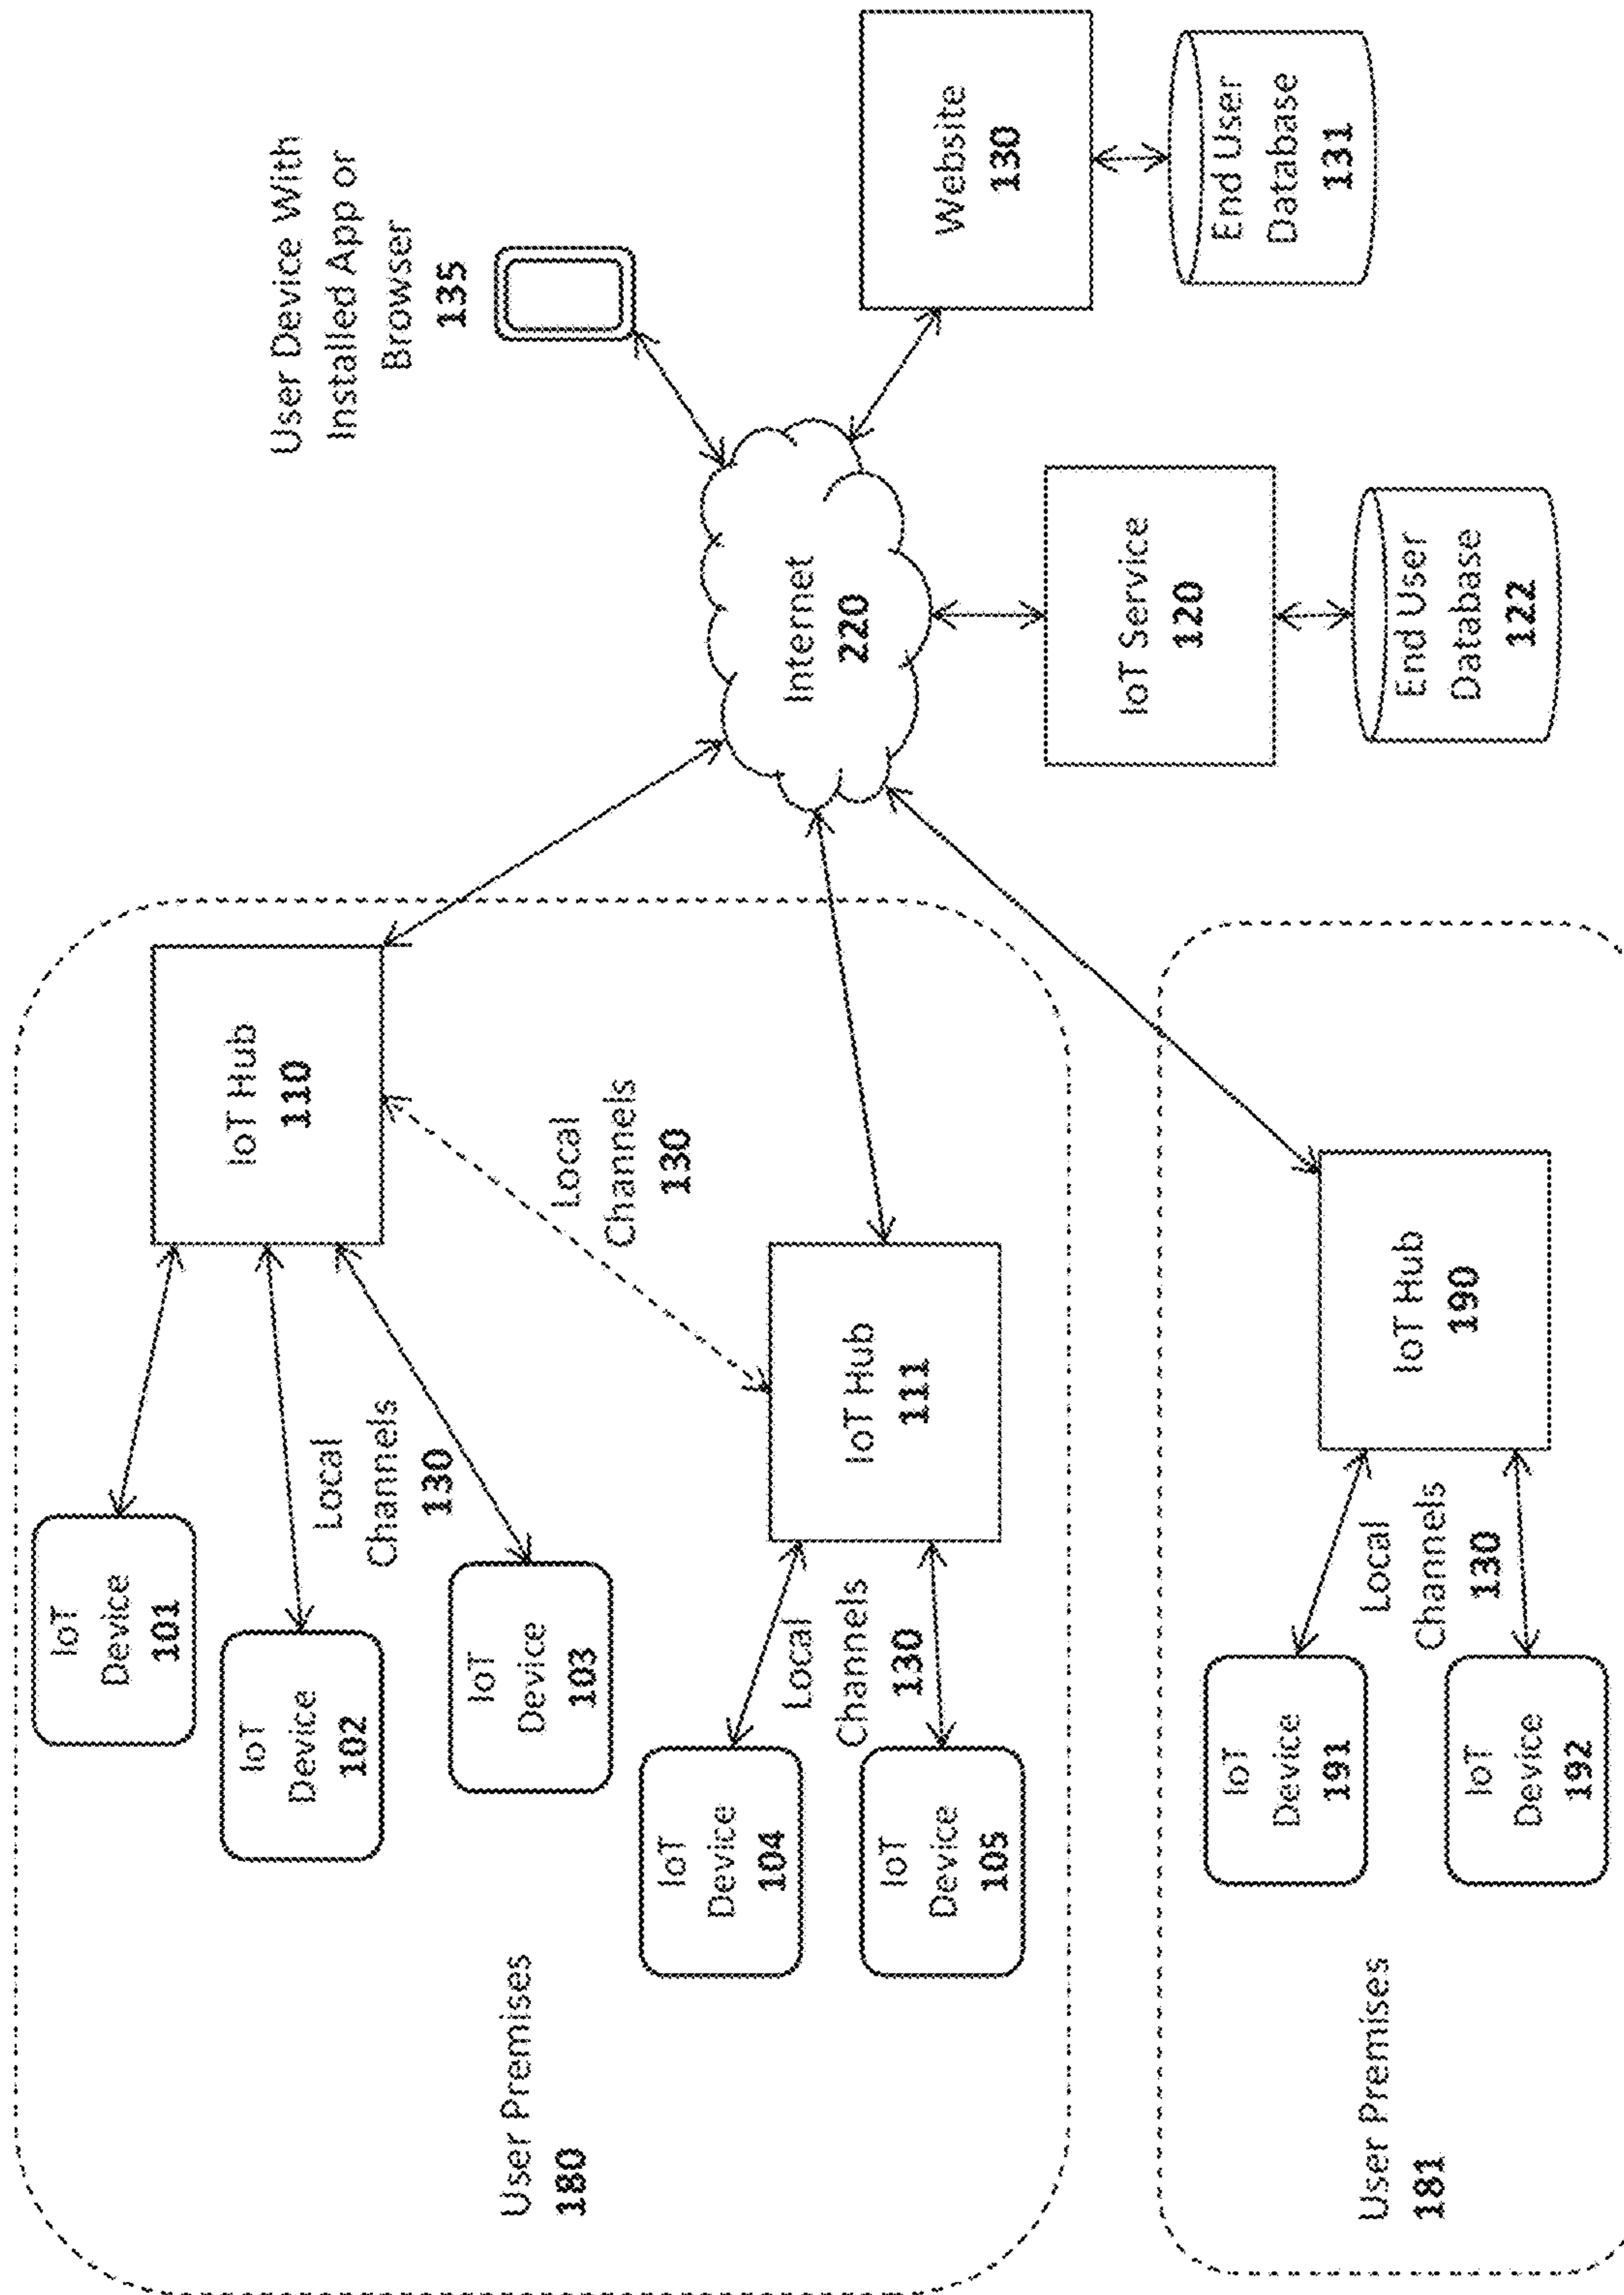 User Premises
180
IoT
Device
101
IoT
Device
102
IoT
Device
103
Local
Channels
130
IoT Hub
110
Local
Channels
130
IoT
Device
104
IoT
Device
105
Local
Channels
130
IoT Hub
111
User Premises
181
IoT
Device
191
IoT
Device
192
Local
Channels
130
IoT Hub
190
Internet
220
User Device With
Installed App or
Browser
135
IoT Service
120
End User
Database
122
Website
130
End User
Database
131